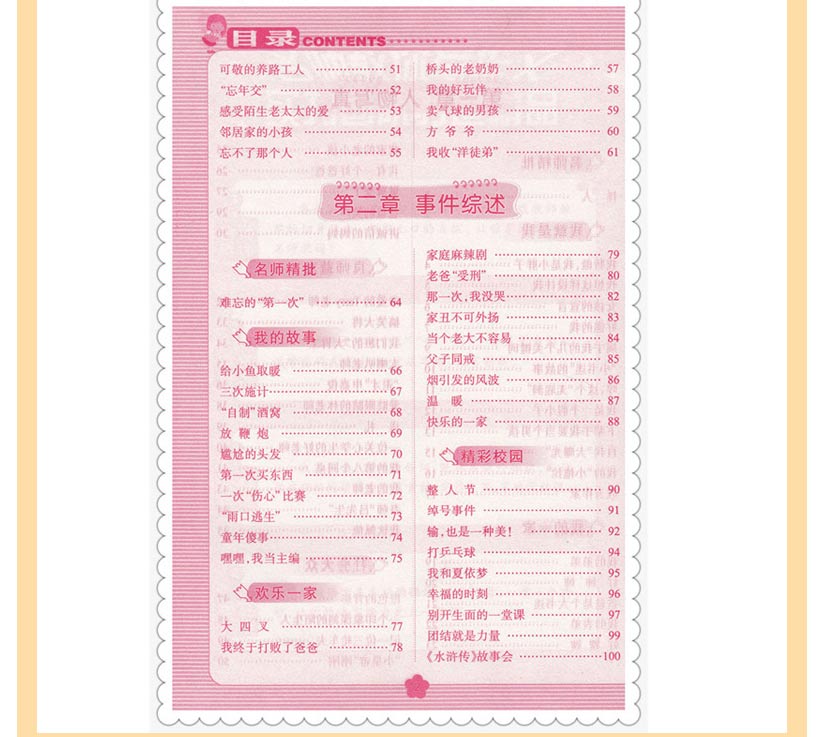 目录 CONTENTS
可敬的养路工人 51
“忘年交” 52
感受陌生老太太的爱 53
邻居家的小孩 54
忘不了那个人 55
桥头的老奶奶 57
我的好玩伴 58
卖气球的男孩 59
方爷爷 60
我收“洋徒弟” 61
第二章 事件综述
名师精批
难忘的“第一次” 64
我的故事
给小鱼取暖 66
三次施计 67
“自制”酒窝 68
放鞭炮 69
尴尬的头发 70
第一次买东西 71
一次“伤心”比赛 72
“雨口逃生” 73
童年傻事 74
嘿嘿,我当主编 75
欢乐一家
大四叉 77
我终于打败了爸爸 78
家庭麻辣剧 79
老爸“受刑” 80
那一次,我没哭 82
家丑不可外扬 83
当个老大不容易 84
父子同戒 85
烟引发的风波 86
温暖 87
快乐的一家 88
精彩校园
整人节 90
绰号事件 91
输,也是一种美! 92
打乒乓球 94
我和夏依梦 95
幸福的时刻 96
别开生面的一堂课 97
团结就是力量 99
《水浒传》故事会 100